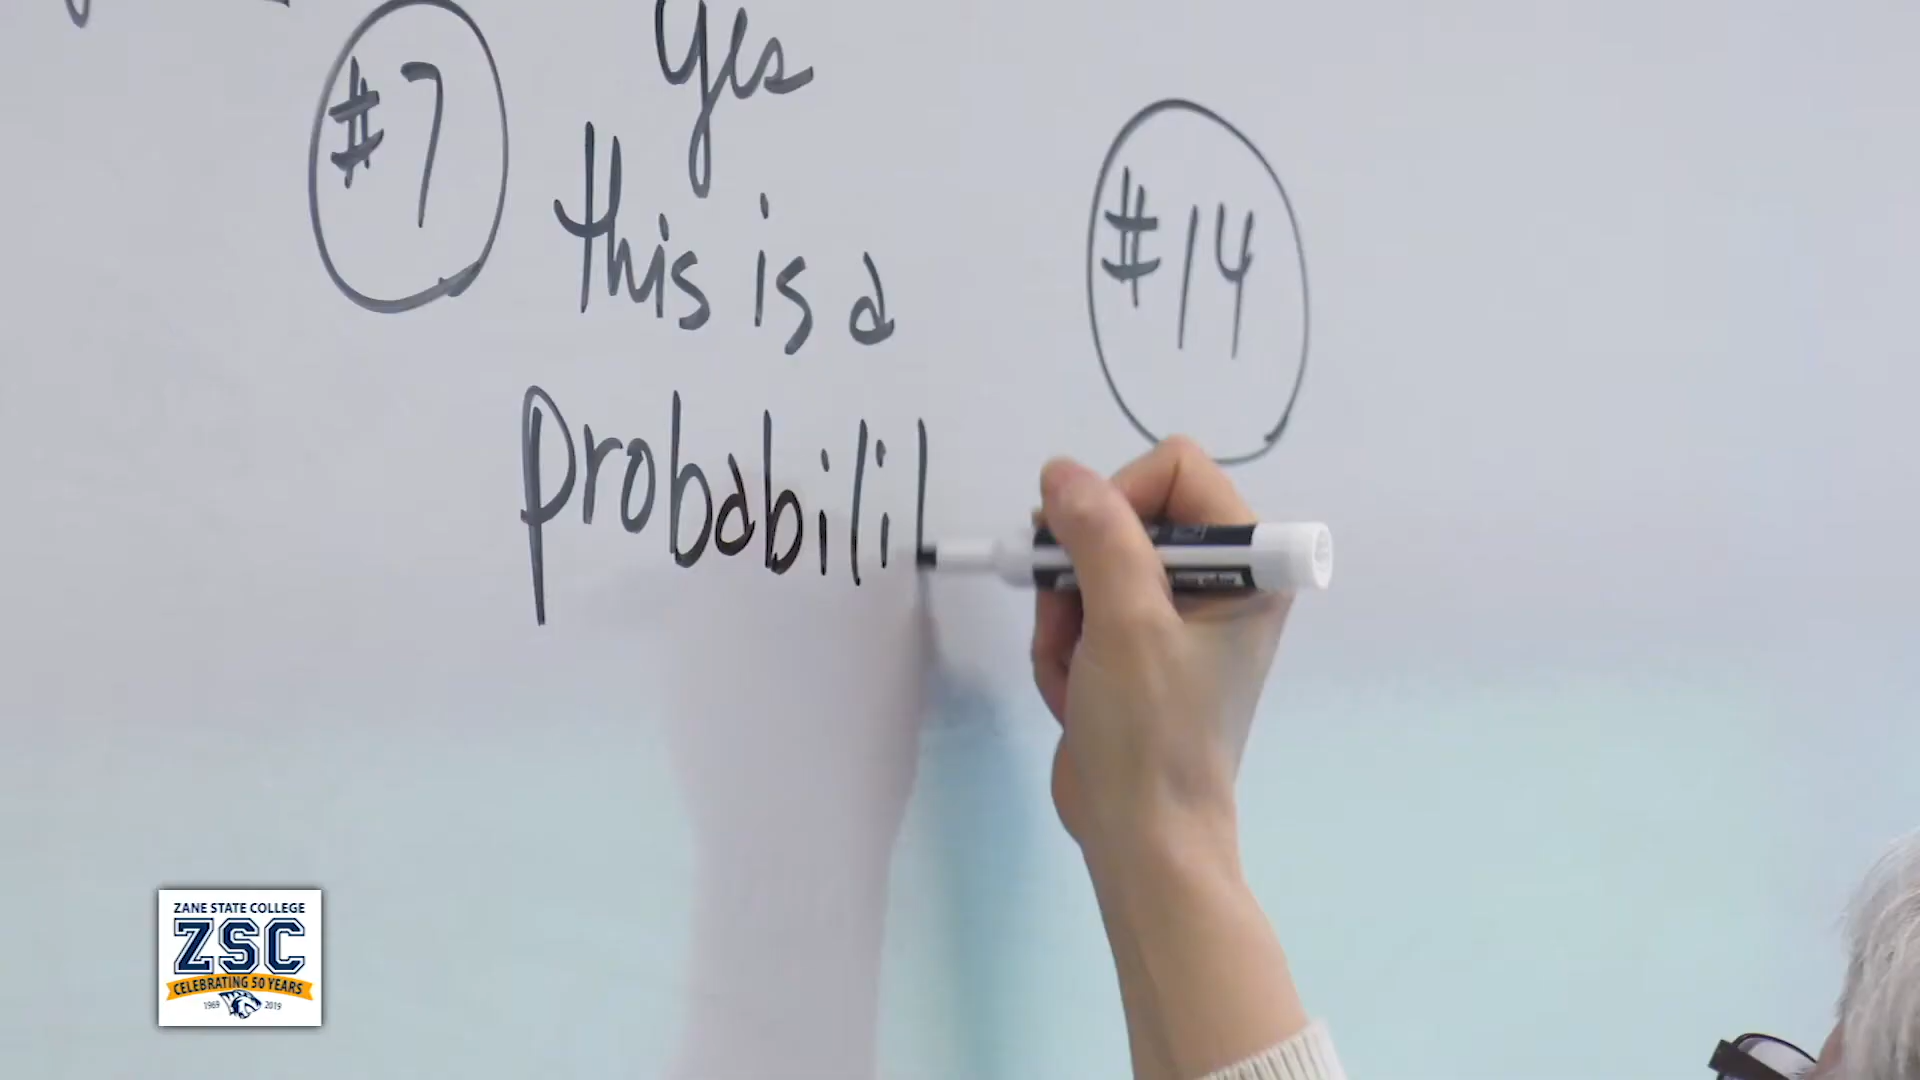 #7
Yes
this is a
#14
probabilit
ZANE STATE COLLEGE
ZSC
CELEBRATING 50 YEARS
1969 2019